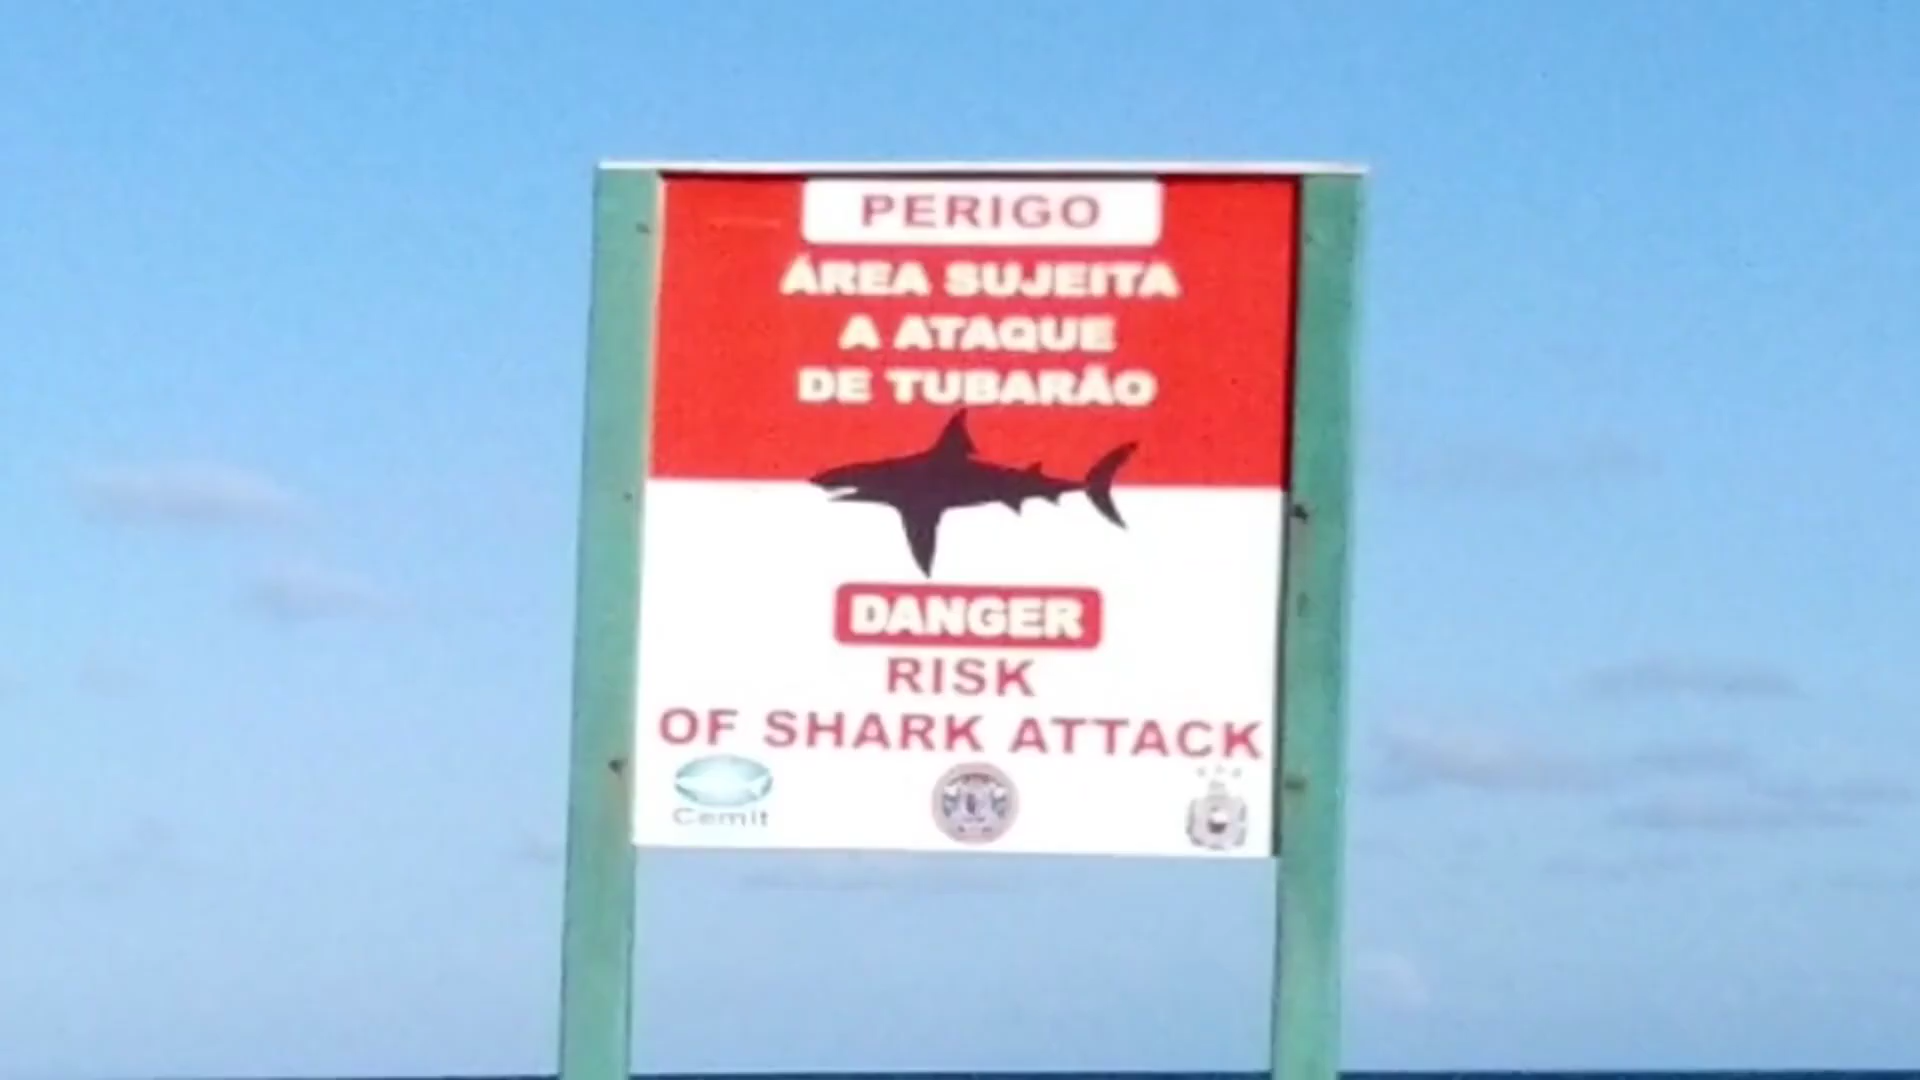 PERIGO
ÁREA SUJEITA
A ATAQUE
DE TUBARÃO
DANGER
RISK
OF SHARK ATTACK
Cemit